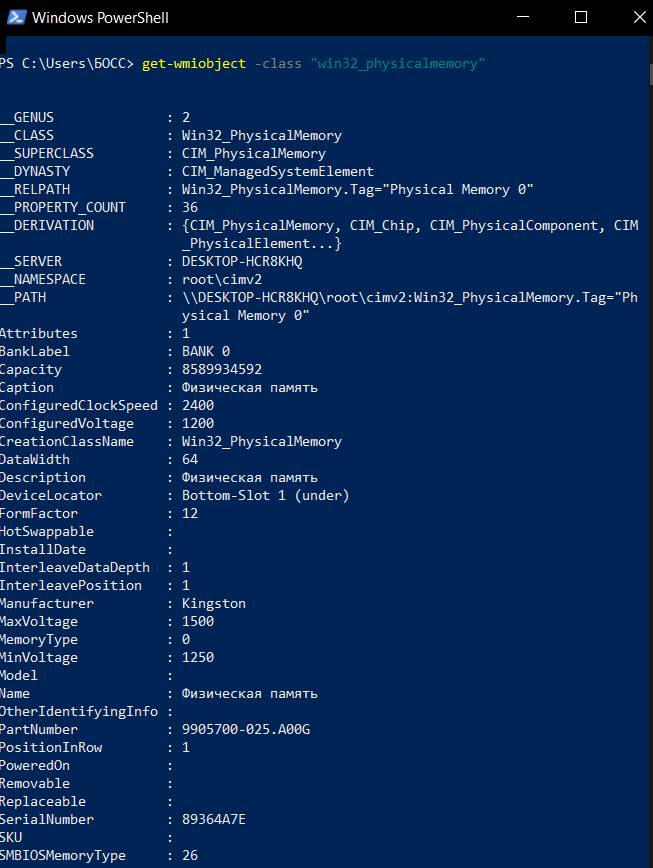 Windows PowerShell
PS C:\Users\БОСС> get-wmiobject -class "win32_physicalmemory"
__GENUS : 2
__CLASS : Win32_PhysicalMemory
__SUPERCLASS : CIM_PhysicalMemory
__DYNASTY : CIM_ManagedSystemElement
__RELPATH : Win32_PhysicalMemory.Tag="Physical Memory 0"
__PROPERTY_COUNT : 36
__DERIVATION : {CIM_PhysicalMemory, CIM_Chip, CIM_PhysicalComponent, CIM
_PhysicalElement...}
__SERVER : DESKTOP-HCR8KHQ
__NAMESPACE : root\cimv2
__PATH : \\DESKTOP-HCR8KHQ\root\cimv2:Win32_PhysicalMemory.Tag="Ph
ysical Memory 0"
Attributes : 1
BankLabel : BANK 0
Capacity : 8589934592
Caption : Физическая память
ConfiguredClockSpeed : 2400
ConfiguredVoltage : 1200
CreationClassName : Win32_PhysicalMemory
DataWidth : 64
Description : Физическая память
DeviceLocator : Bottom-Slot 1 (under)
FormFactor : 12
HotSwappable :
InstallDate :
InterleaveDataDepth : 1
InterleavePosition : 1
Manufacturer : Kingston
MaxVoltage : 1500
MemoryType : 0
MinVoltage : 1250
Model :
Name : Физическая память
OtherIdentifyingInfo :
PartNumber : 9905700-025.A00G
PositionInRow : 1
PoweredOn :
Removable :
Replaceable :
SerialNumber : 89364A7E
SKU :
SMBIOSMemoryType : 26